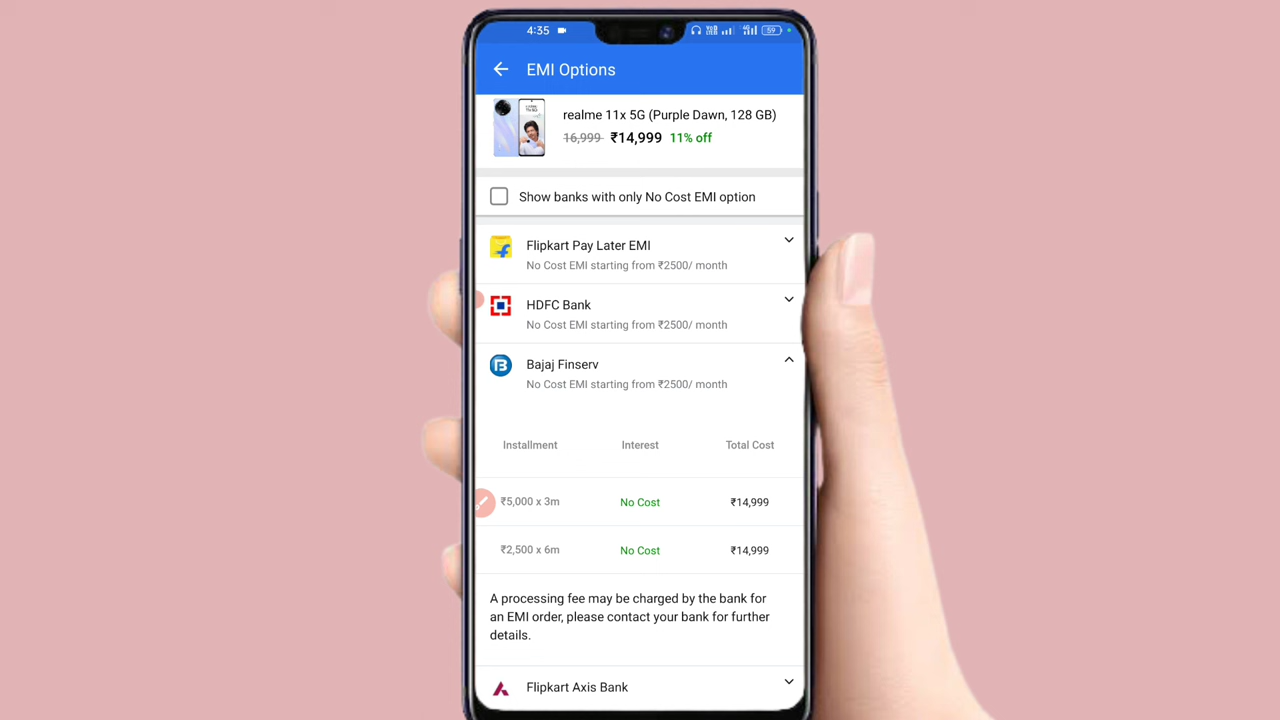 4:35
59
EMI Options
realme 11x 5G (Purple Dawn, 128 GB)
16,999 ₹14,999 11% off
Show banks with only No Cost EMI option
Flipkart Pay Later EMI
No Cost EMI starting from ₹2500/ month
HDFC Bank
No Cost EMI starting from ₹2500/ month
Bajaj Finserv
No Cost EMI starting from ₹2500/ month
Installment Interest Total Cost
₹5,000 x 3m No Cost ₹14,999
₹2,500 x 6m No Cost ₹14,999
A processing fee may be charged by the bank for
an EMI order, please contact your bank for further
details.
Flipkart Axis Bank